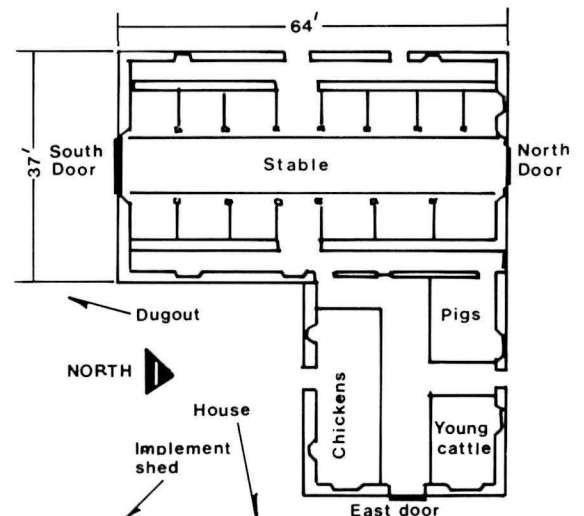 64'
37'
South
Door
Stable
North
Door
Dugout
Pigs
NORTH
House
Chickens
Implement
shed
Young
cattle
East door